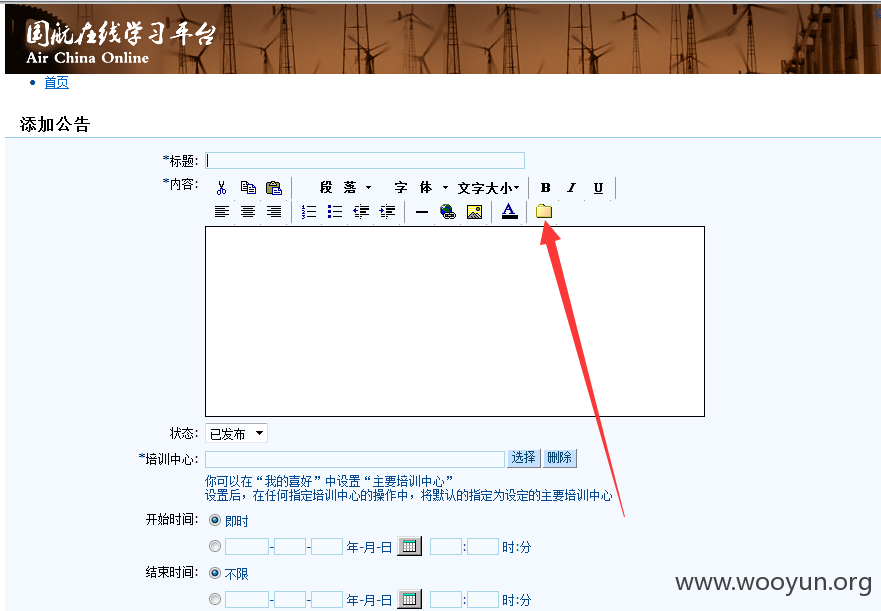 国航在线学习平台
Air China Online
首页
添加公告
*标题:
*内容:
段 落 字 体 文字大小 B I U
A
状态: 已发布
*培训中心: 选择 删除
你可以在“我的喜好”中设置“主要培训中心”
设置后，在任何指定培训中心的操作中，将默认的指定为设定的主要培训中心
开始时间: 即时
- - 年-月-日 : 时:分
结束时间: 不限
- - 年-月-日 : 时:分
www.wooyun.org